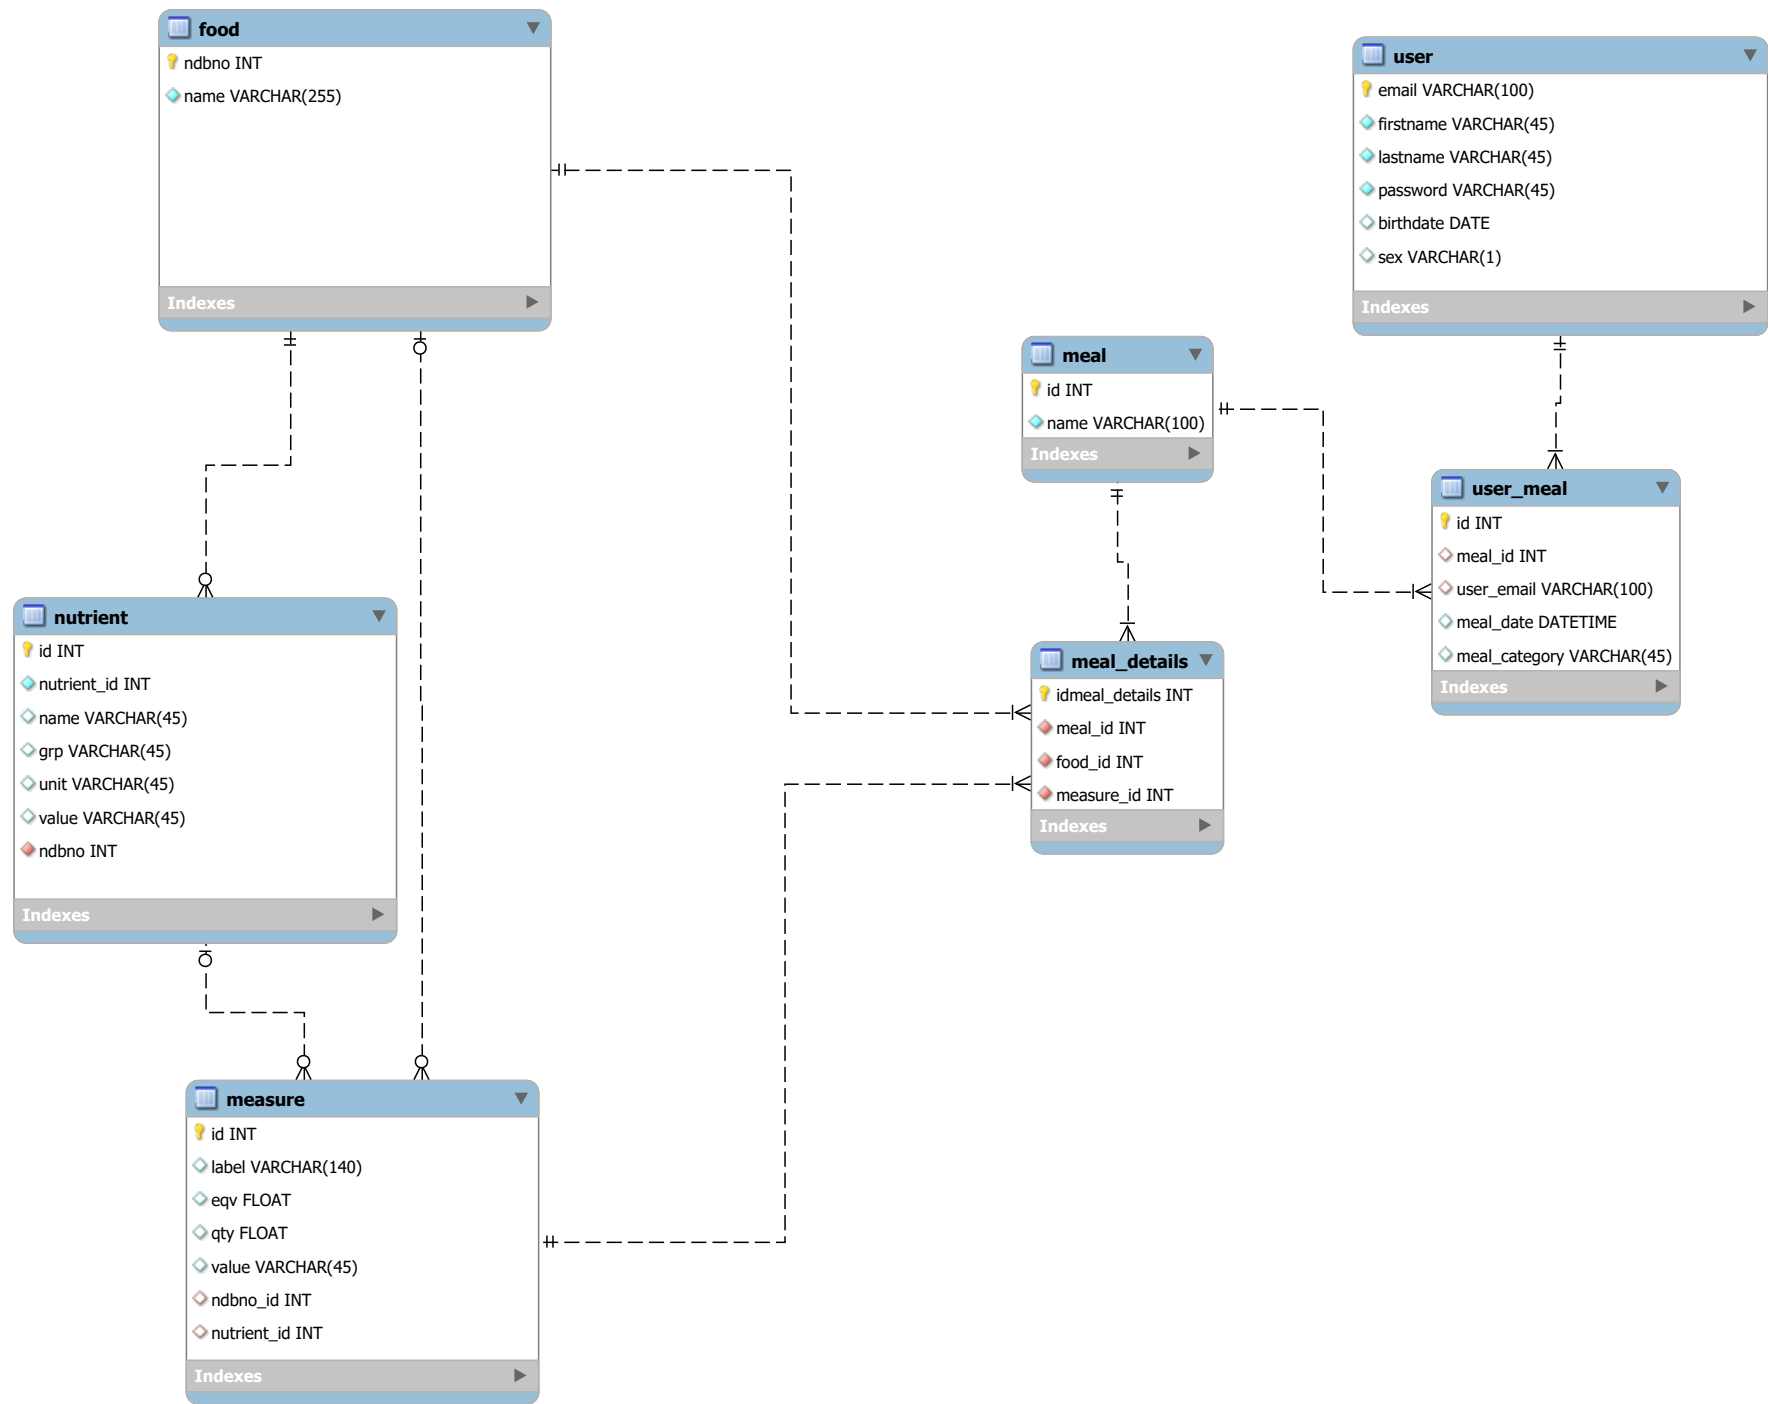 food
ndbno INT
name VARCHAR(255)
Indexes
user
email VARCHAR(100)
firstname VARCHAR(45)
lastname VARCHAR(45)
password VARCHAR(45)
birthdate DATE
sex VARCHAR(1)
Indexes
meal
id INT
name VARCHAR(100)
Indexes
user_meal
id INT
meal_id INT
user_email VARCHAR(100)
meal_date DATETIME
meal_category VARCHAR(45)
Indexes
nutrient
id INT
nutrient_id INT
name VARCHAR(45)
grp VARCHAR(45)
unit VARCHAR(45)
value VARCHAR(45)
ndbno INT
Indexes
meal_details
idmeal_details INT
meal_id INT
food_id INT
measure_id INT
Indexes
measure
id INT
label VARCHAR(140)
eqv FLOAT
qty FLOAT
value VARCHAR(45)
ndbno_id INT
nutrient_id INT
Indexes